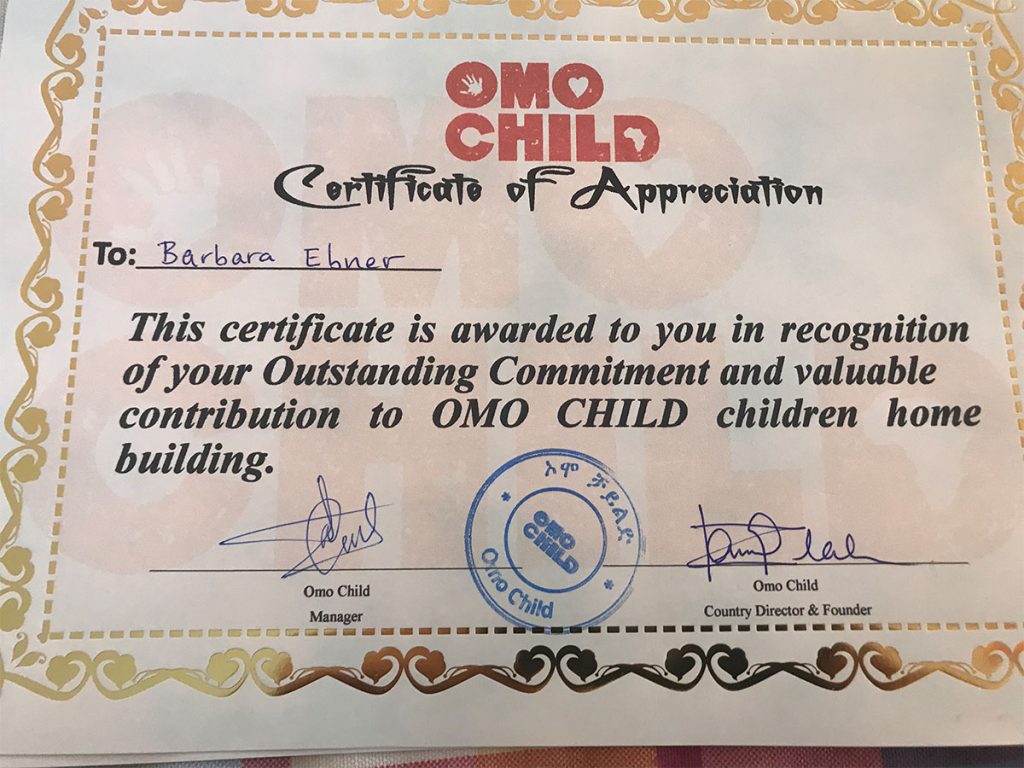 OMO
CHILD
Certificate of Appreciation
To: Barbara Ebner
This certificate is awarded to you in recognition
of your Outstanding Commitment and valuable
contribution to OMO CHILD children home
building.
ኦሞ ቻይልድ
OMO
CHILD
Omo Child
Omo Child
Manager
Omo Child
Country Director & Founder